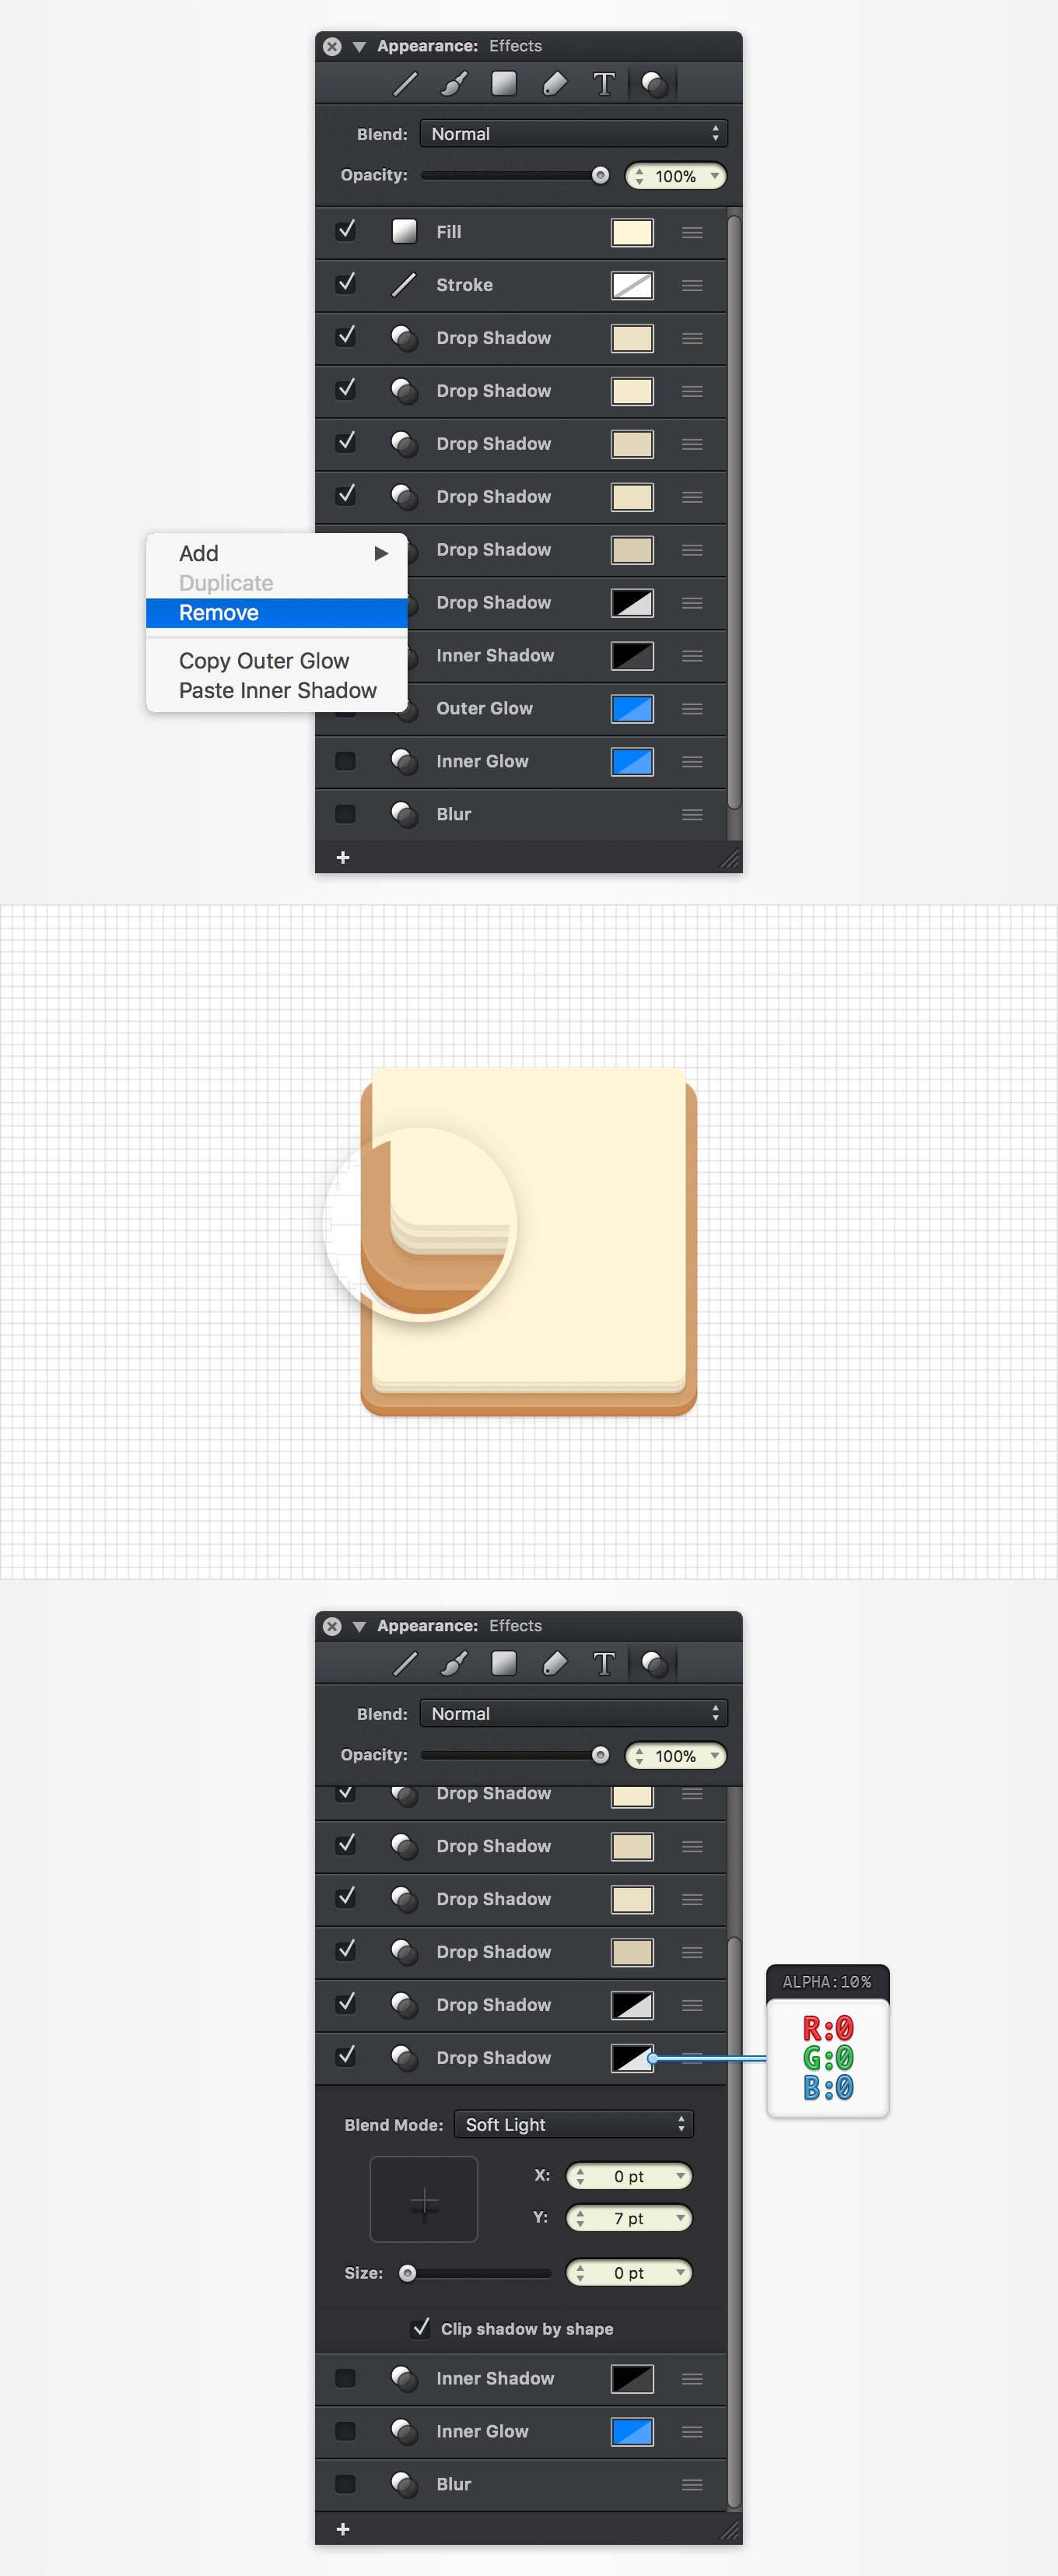 Appearance: Effects
T
Blend: Normal
Opacity: 100%
Fill
Stroke
Drop Shadow
Drop Shadow
Drop Shadow
Drop Shadow
Drop Shadow
Drop Shadow
Inner Shadow
Outer Glow
Inner Glow
Blur
+
Add
Duplicate
Remove
Copy Outer Glow
Paste Inner Shadow
Appearance: Effects
T
Blend: Normal
Opacity: 100%
Drop Shadow
Drop Shadow
Drop Shadow
Drop Shadow
Drop Shadow
Drop Shadow
Blend Mode: Soft Light
X: 0 pt
Y: 7 pt
Size: 0 pt
Clip shadow by shape
Inner Shadow
Inner Glow
Blur
+
ALPHA:10%
R:0
G:0
B:0